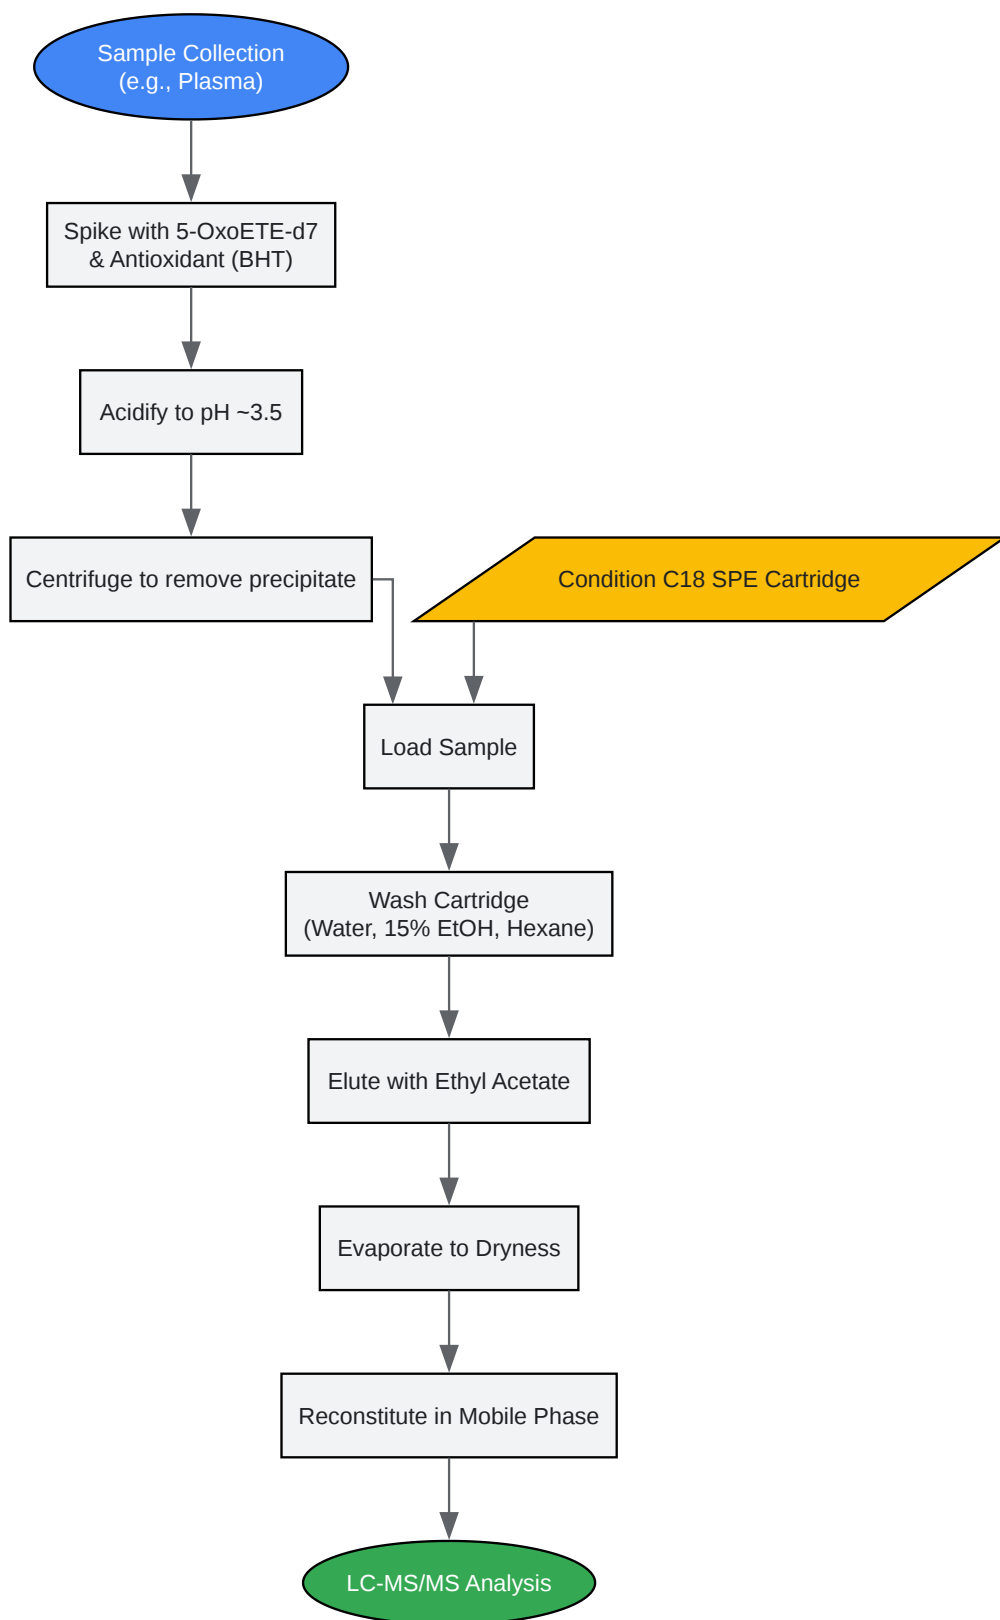 Sample Collection
(e.g., Plasma)
Spike with 5-OxoETE-d7
& Antioxidant (BHT)
Acidify to pH ~3.5
Centrifuge to remove precipitate
Condition C18 SPE Cartridge
Load Sample
Wash Cartridge
(Water, 15% EtOH, Hexane)
Elute with Ethyl Acetate
Evaporate to Dryness
Reconstitute in Mobile Phase
LC-MS/MS Analysis